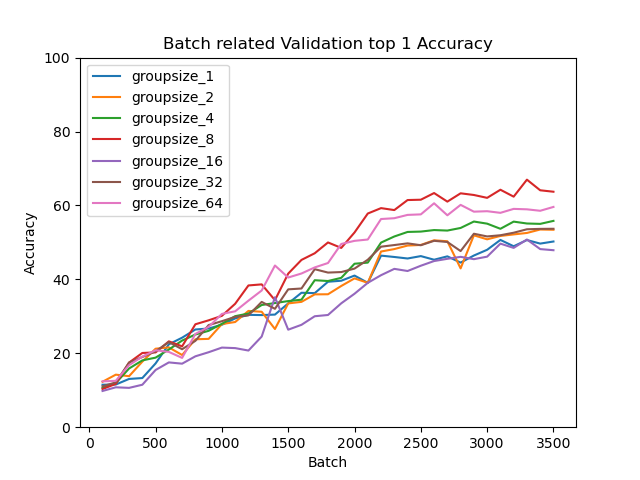 Batch related Validation top 1 Accuracy
100
80
60
40
20
0
Accuracy
groupsize_1
groupsize_2
groupsize_4
groupsize_8
groupsize_16
groupsize_32
groupsize_64
0 500 1000 1500 2000 2500 3000 3500
Batch